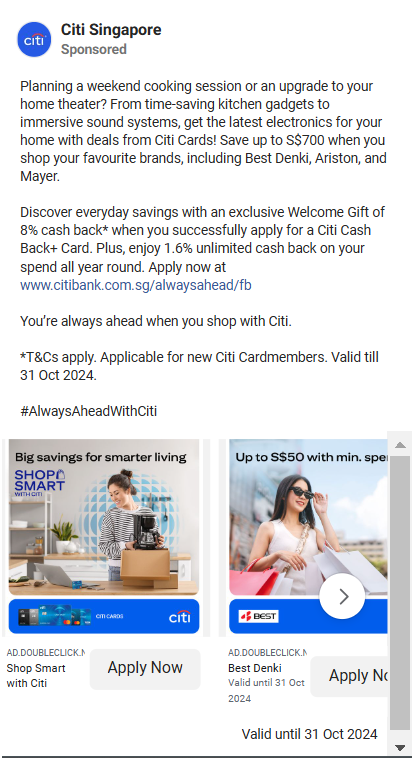 Citi Singapore
citi
Sponsored
Planning a weekend cooking session or an upgrade to your
home theater? From time-saving kitchen gadgets to
immersive sound systems, get the latest electronics for your
home with deals from Citi Cards! Save up to S$700 when you
shop your favourite brands, including Best Denki, Ariston, and
Mayer.
Discover everyday savings with an exclusive Welcome Gift of
8% cash back* when you successfully apply for a Citi Cash
Back+ Card. Plus, enjoy 1.6% unlimited cash back on your
spend all year round. Apply now at
www.citibank.com.sg/alwaysahead/fb
You're always ahead when you shop with Citi.
*T&Cs apply. Applicable for new Citi Cardmembers. Valid till
31 Oct 2024.
#AlwaysAheadWithCiti
Big savings for smarter living
SHOP
SMART
WITH CITI
CITI CARDS
citi
AD.DOUBLECLICK.N
Shop Smart
with Citi
Apply Now
Up to S$50 with min. spe
BEST
AD.DOUBLECLICK.N
Best Denki
Valid until 31 Oct
2024
Apply No
Valid until 31 Oct 2024